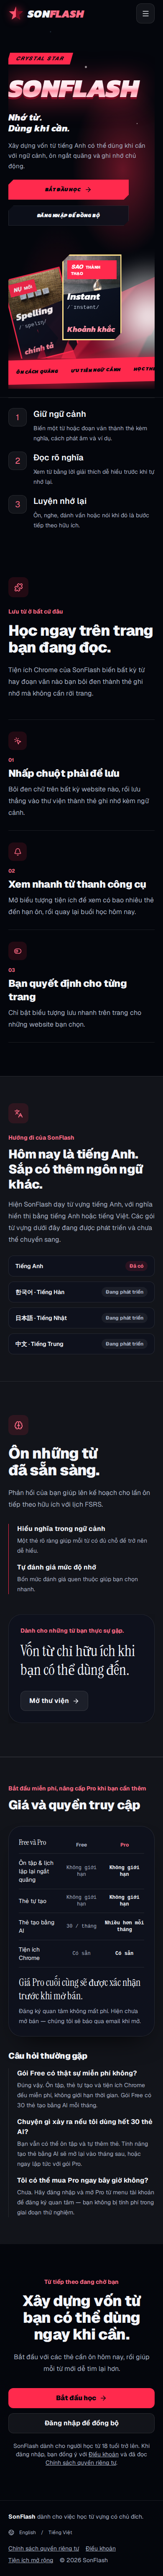 SONFLASH
CRYSTAL STAR
SONFLASH
Nhớ từ.
Dùng khi cần.
Xây dựng vốn từ tiếng Anh có thể dùng khi cần
với ngữ cảnh, ôn ngắt quãng và ghi nhớ chủ
động.
BẮT ĐẦU HỌC →
ĐĂNG NHẬP ĐỂ ĐỒNG BỘ
NỮ MỚI
Spelling
/ˈspelɪŋ/
chính tả
SAO THÀNH
THẠO
Instant
/ˈɪnstənt/
Khoảnh khắc
ÔN CÁCH QUÃNG
ƯU TIÊN NGỮ CẢNH
1
Giữ ngữ cảnh
Biến một từ hoặc đoạn văn thành thẻ kèm
nghĩa, cách phát âm và ví dụ.
2
Đọc rõ nghĩa
Xem từ bằng lời giải thích dễ hiểu trước khi tự
nhớ lại.
3
Luyện nhớ lại
Ôn, nghe, đánh vần hoặc nói khi đó là bước
tiếp theo hữu ích.
Lưu từ ở bất cứ đâu
Học ngay trên trang
bạn đang đọc.
Tiện ích Chrome của SonFlash biến bất kỳ từ
hay đoạn văn nào bạn bôi đen thành thẻ ghi
nhớ mà không cần rời trang.
01
Nhấp chuột phải để lưu
Bôi đen chữ trên bất kỳ website nào, rồi lưu
thẳng vào thư viện thành thẻ ghi nhớ kèm ngữ
cảnh.
02
Xem nhanh từ thanh công cụ
Mở biểu tượng tiện ích để xem có bao nhiêu thẻ
đến hạn ôn, rồi quay lại buổi học hôm nay.
03
Bạn quyết định cho từng
trang
Chỉ bật biểu tượng lưu nhanh trên trang cho
những website bạn chọn.
Hướng đi của SonFlash
Hôm nay là tiếng Anh.
Sắp có thêm ngôn ngữ
khác.
Hiện SonFlash dạy từ vựng tiếng Anh, với phần
hiển thị bằng tiếng Anh hoặc tiếng Việt. Các gói
từ vựng dưới đây đang được phát triển và chưa
thể chuyển sang.
Tiếng Anh
Đã có
한국어 · Tiếng Hàn
Đang phát triển
日本語 · Tiếng Nhật
Đang phát triển
中文 · Tiếng Trung
Đang phát triển
Ôn những từ
đã sẵn sàng.
Phản hồi của bạn giúp lên kế hoạch cho lần ôn
tiếp theo hữu ích với lịch FSRS.
Hiểu nghĩa trong ngữ cảnh
Một thẻ rõ ràng giúp mỗi từ có đủ chỗ để trở nên
dễ hiểu.
Tự đánh giá mức độ nhớ
Bốn mức đánh giá quen thuộc giúp bạn chọn
nhanh.
Dành cho những từ bạn thực sự gặp.
Vốn từ chỉ hữu ích khi
bạn có thể dùng đến.
Mở thư viện →
Bắt đầu miễn phí, nâng cấp Pro khi bạn cần thêm
Giá và quyền truy cập
Free và Pro
Free
Pro
Ôn tập & lịch
lặp lại ngắt
quãng
Không giới
hạn
Không giới
hạn
Thẻ tự tạo
Không giới
hạn
Không giới
hạn
Thẻ tạo bằng
AI
30 / tháng
Nhiều hơn mỗi
tháng
Tiện ích
Chrome
Có sẵn
Có sẵn
Giá Pro cuối cùng sẽ được xác nhận
trước khi mở bán.
Đăng ký quan tâm không mất phí. Hiện chưa
mở bán — chúng tôi sẽ báo qua email khi mở.
Câu hỏi thường gặp
Gói Free có thật sự miễn phí không?
Đúng vậy. Ôn tập, thẻ tự tạo và tiện ích Chrome
đều miễn phí, không giới hạn thời gian. Gói Free có
30 thẻ tạo bằng AI mỗi tháng.
Chuyện gì xảy ra nếu tôi dùng hết 30 thẻ
AI?
Bạn vẫn có thể ôn tập và tự thêm thẻ. Tính năng
tạo thẻ bằng AI sẽ mở lại vào tháng sau, hoặc
ngay lập tức với gói Pro.
Tôi có thể mua Pro ngay bây giờ không?
Chưa. Hãy đăng nhập và mở Pro từ menu tài khoản
để đăng ký quan tâm — bạn không bị tính phí trong
giai đoạn thử nghiệm.
Từ tiếp theo đang chờ bạn
Xây dựng vốn từ
bạn có thể dùng
ngay khi cần.
Bắt đầu với các thẻ cần ôn hôm nay, rồi giúp
mỗi từ mới dễ tìm lại hơn.
Bắt đầu học →
Đăng nhập để đồng bộ
SonFlash dành cho người học từ 18 tuổi trở lên. Khi
đăng nhập, bạn đồng ý với Điều khoản và đã đọc
Chính sách quyền riêng tư.
SonFlash dành cho việc học từ vựng có chủ đích.
English / Tiếng Việt
Chính sách quyền riêng tư Điều khoản
Tiện ích mở rộng © 2026 SonFlash